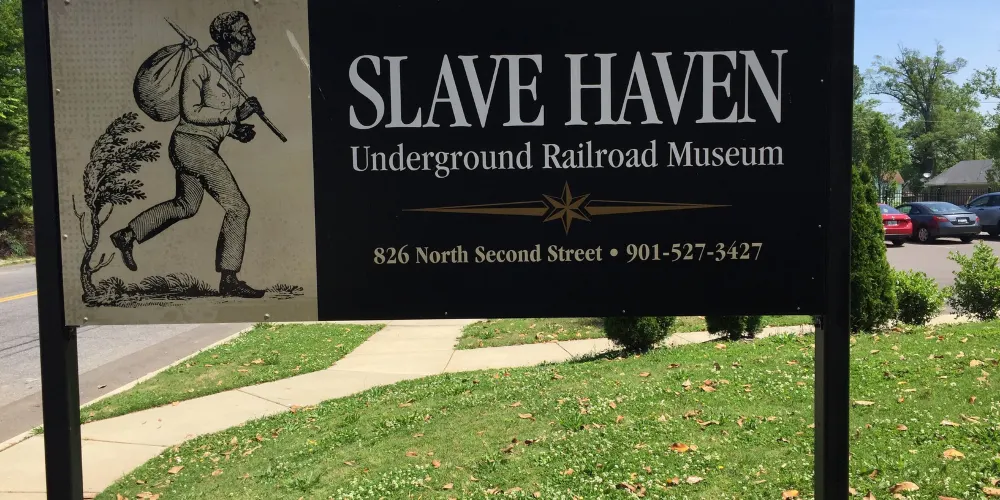 SLAVE HAVEN
Underground Railroad Museum
826 North Second Street • 901-527-3427